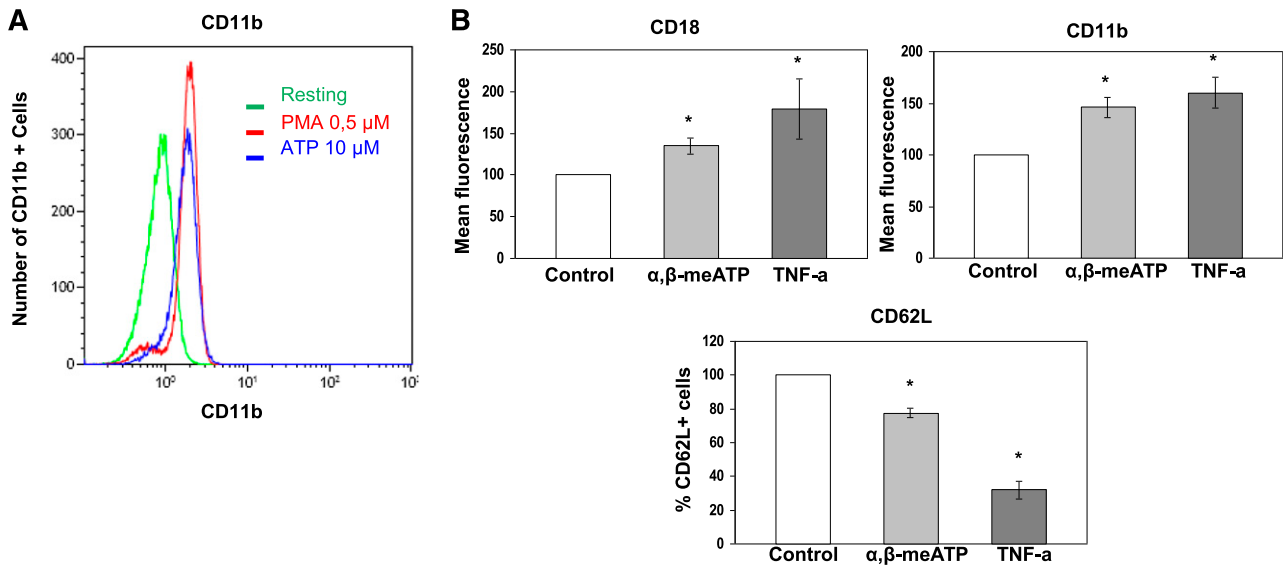 A
CD11b
Number of CD11b + Cells
400
300
200
100
0
Resting
PMA 0,5 µM
ATP 10 µM
10⁰ 10¹ 10² 10³
CD11b
B
CD18
Mean fluorescence
250
200
150
100
50
0
*
*
Control α,β-meATP TNF-a
CD11b
Mean fluorescence
200
150
100
50
0
*
*
Control α,β-meATP TNF-a
CD62L
% CD62L+ cells
120
100
80
60
40
20
0
*
*
Control α,β-meATP TNF-a